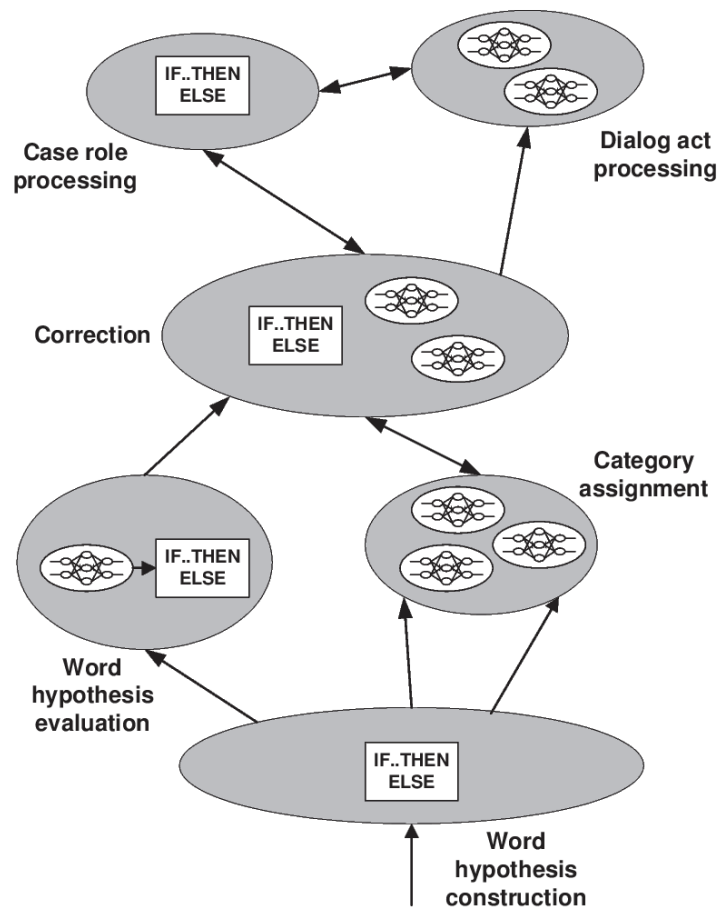 IF..THEN
ELSE
Case role
processing
Dialog act
processing
Correction
IF..THEN
ELSE
Category
assignment
IF..THEN
ELSE
Word
hypothesis
evaluation
IF..THEN
ELSE
Word
hypothesis
construction